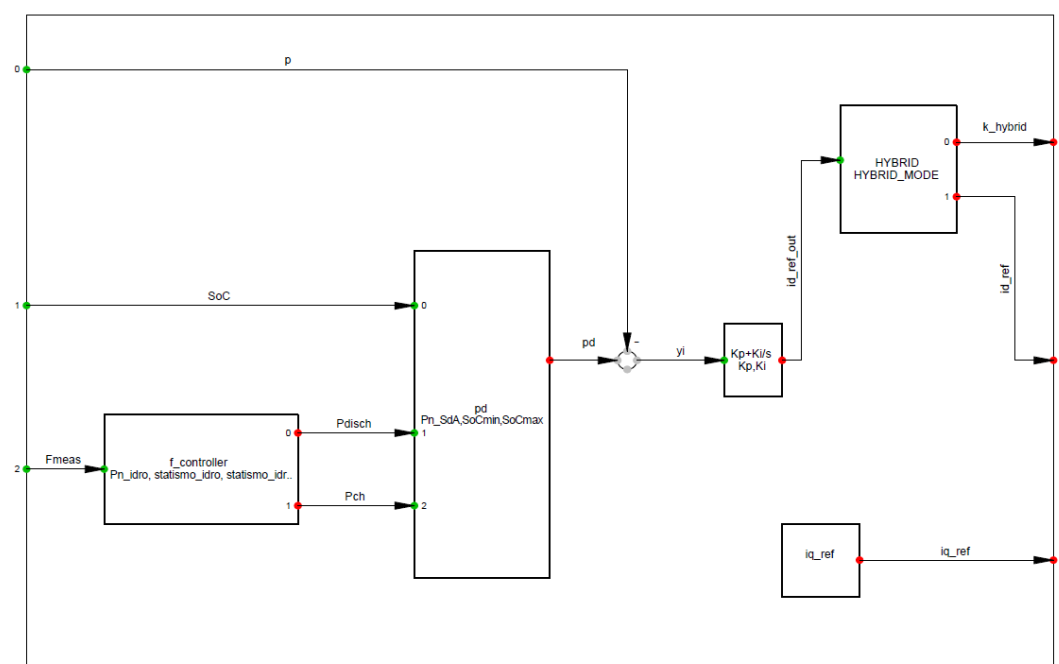 0
p
k_hybrid
0
HYBRID
HYBRID_MODE
1
id_ref_out
id_ref
1
SoC
0
pd
-
yi
Kp+Ki/s
Kp,Ki
pd
Pn_SdA,SoCmin,SoCmax
0
Pdisch
1
2
Fmeas
f_controller
Pn_idro, statismo_idro, statismo_idr..
1
Pch
2
iq_ref
iq_ref